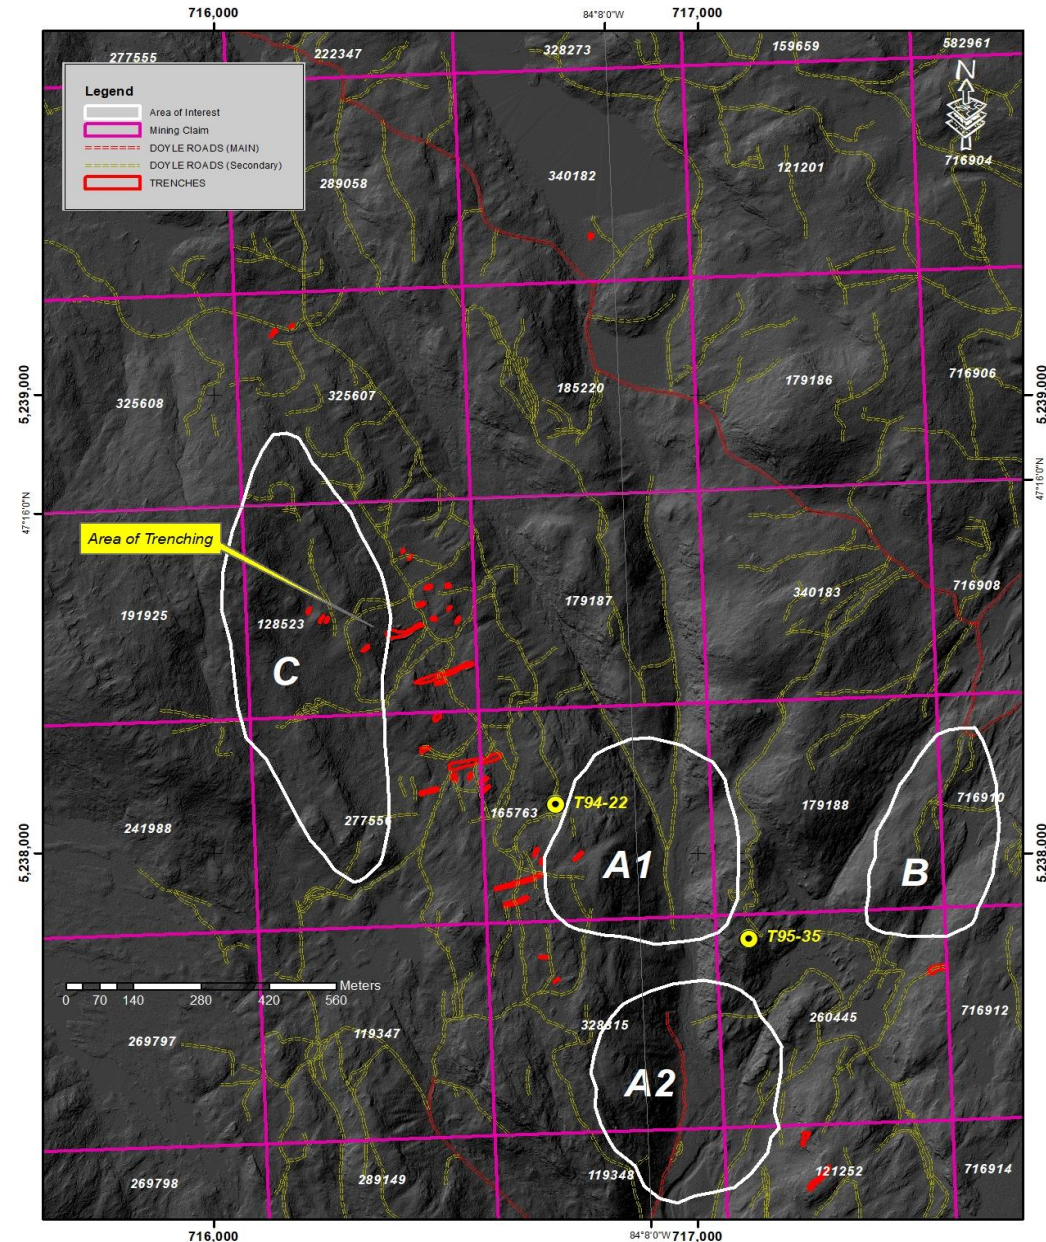 716,000
84°8'0"W
717,000
277555
222347
328273
159659
582961
N
Legend
Area of Interest
Mining Claim
DOYLE ROADS (MAIN)
DOYLE ROADS (Secondary)
TRENCHES
289058
340182
121201
716904
5,239,000
325608
325607
185220
179186
716906
5,239,000
47°16'0"N
47°16'0"N
Area of Trenching
191925
128523
179187
340183
716908
C
5,238,000
241988
277556
165763
T94-22
179188
716910
5,238,000
A1
B
T95-35
Meters
0 70 140 280 420 560
269797
119347
328315
260445
716912
A2
269798
289149
119348
121252
716914
716,000
84°8'0"W
717,000